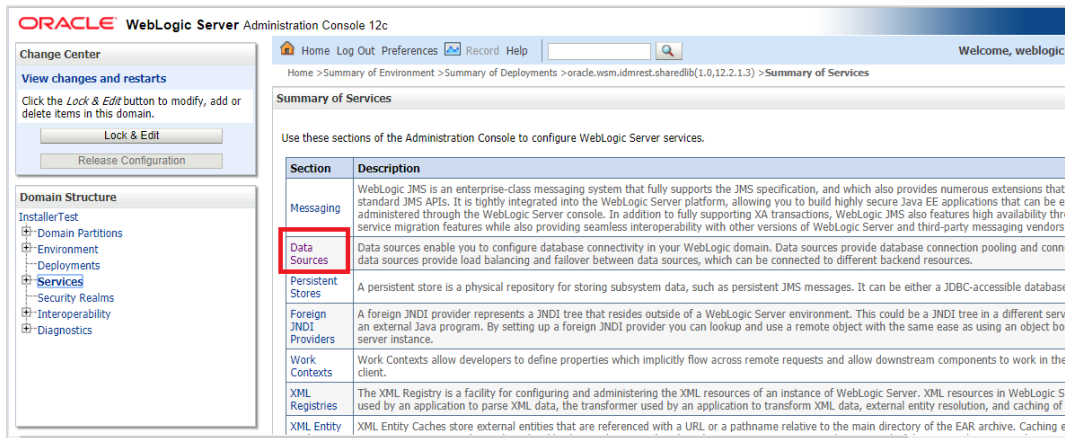 ORACLE WebLogic Server Administration Console 12c
Change Center
View changes and restarts
Click the Lock & Edit button to modify, add or
delete items in this domain.
Lock & Edit
Release Configuration
Domain Structure
InstallerTest
Domain Partitions
Environment
Deployments
Services
Security Realms
Interoperability
Diagnostics
Home Log Out Preferences Record Help
Welcome, weblogic
Home >Summary of Environment >Summary of Deployments >oracle.wsm.idmrest.sharedlib(1.0,12.2.1.3) >Summary of Services
Summary of Services
Use these sections of the Administration Console to configure WebLogic Server services.
Section Description
Messaging
WebLogic JMS is an enterprise-class messaging system that fully supports the JMS specification, and which also provides numerous extensions that
standard JMS APIs. It is tightly integrated into the WebLogic Server platform, allowing you to build highly secure Java EE applications that can be e
administered through the WebLogic Server console. In addition to fully supporting XA transactions, WebLogic JMS also features high availability thr
service migration features while also providing seamless interoperability with other versions of WebLogic Server and third-party messaging vendors
Data
Sources
Data sources enable you to configure database connectivity in your WebLogic domain. Data sources provide database connection pooling and conn
data sources provide load balancing and failover between data sources, which can be connected to different backend resources.
Persistent
Stores
A persistent store is a physical repository for storing subsystem data, such as persistent JMS messages. It can be either a JDBC-accessible database
Foreign
JNDI
Providers
A foreign JNDI provider represents a JNDI tree that resides outside of a WebLogic Server environment. This could be a JNDI tree in a different serv
an external Java program. By setting up a foreign JNDI provider you can lookup and use a remote object with the same ease as using an object bo
server instance.
Work
Contexts
Work Contexts allow developers to define properties which implicitly flow across remote requests and allow downstream components to work in the
client.
XML
Registries
The XML Registry is a facility for configuring and administering the XML resources of an instance of WebLogic Server. XML resources in WebLogic S
used by an application to parse XML data, the transformer used by an application to transform XML data, external entity resolution, and caching of
XML Entity
XML Entity Caches store external entities that are referenced with a URL or a pathname relative to the main directory of the EAR archive. Caching e